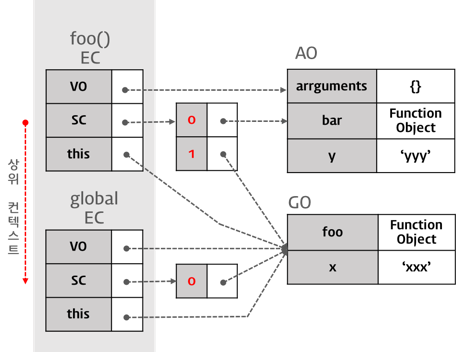 foo()
EC
VO
SC
this
0
1
AO
arrguments
{}
bar
Function
Object
y
‘yyy’
상위 컨텍스트
global
EC
VO
SC
this
0
GO
foo
Function
Object
x
‘xxx’